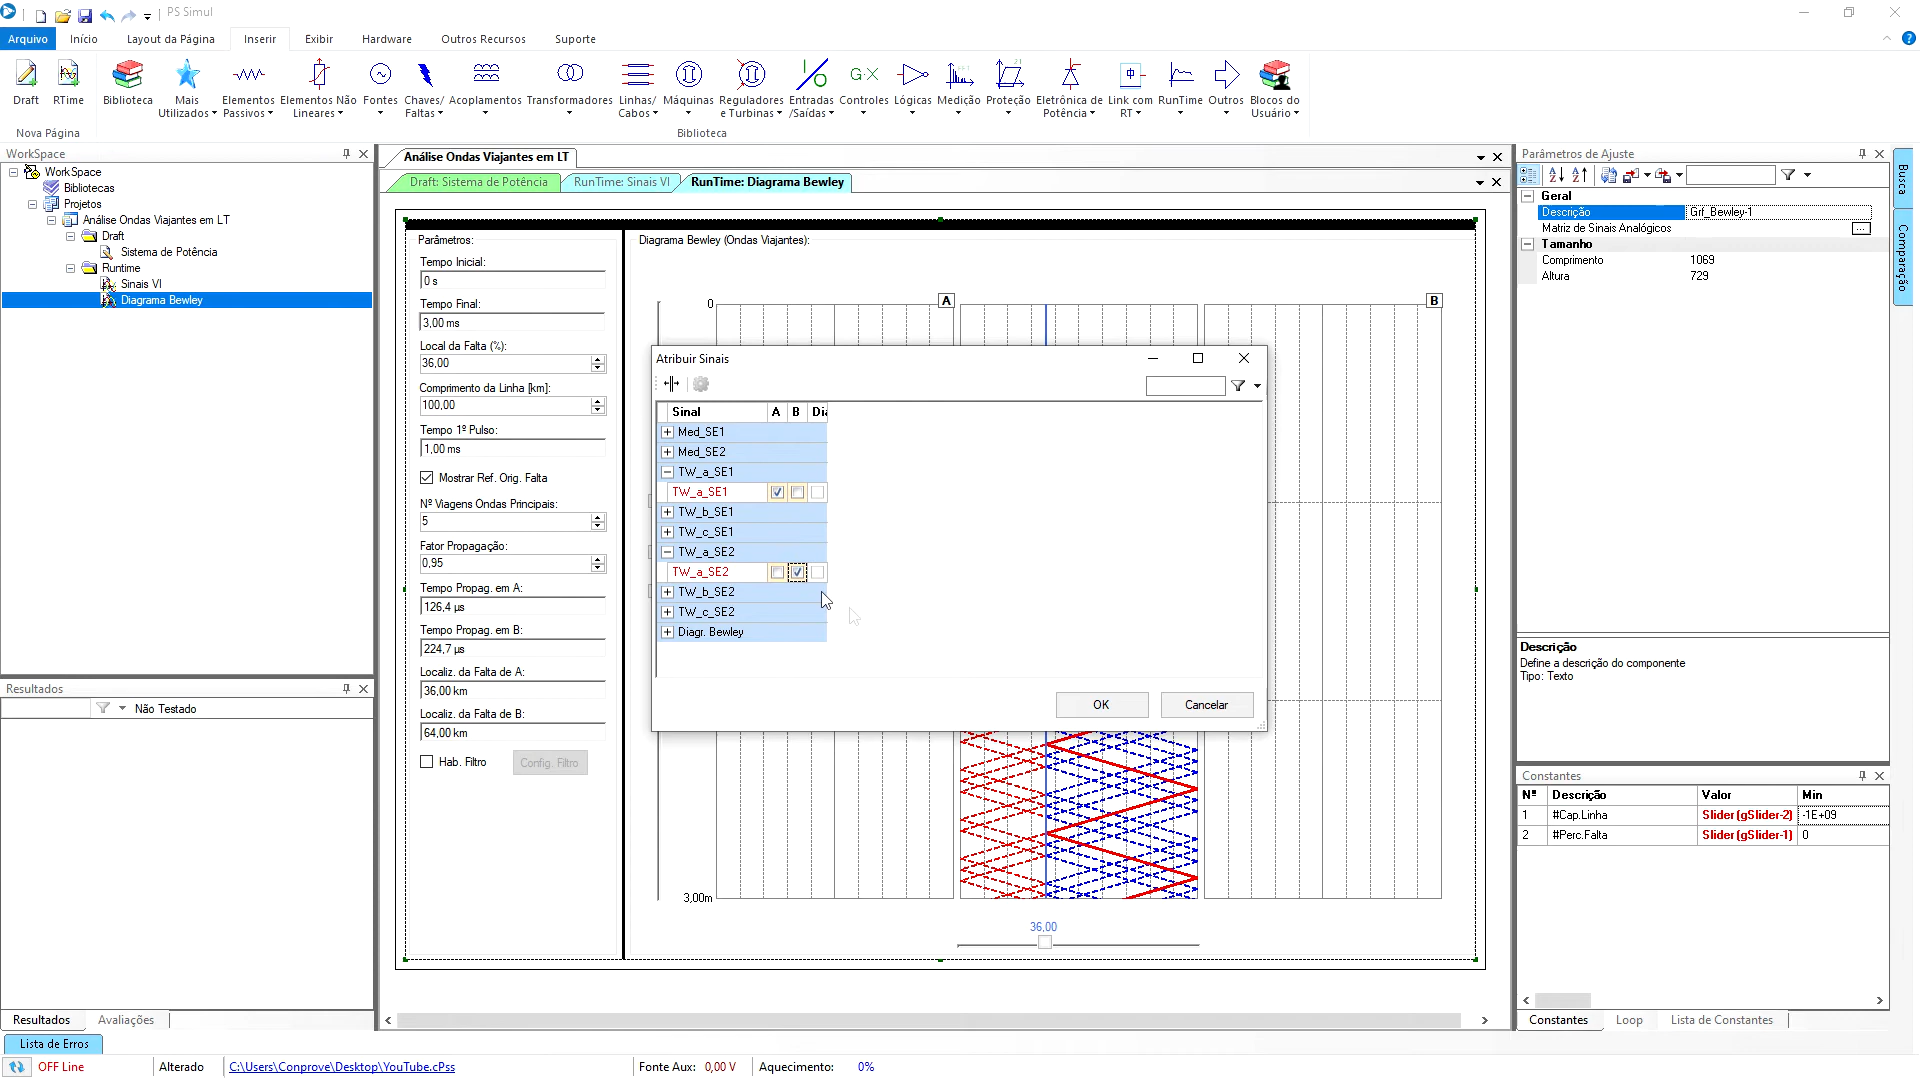 PS Simul
Arquivo Início Layout da Página Inserir Exibir Hardware Outros Recursos Suporte
Draft RTime Biblioteca Mais Utilizados Elementos Passivos Elementos Não Lineares Fontes Chaves/ Faltas Acoplamentos Transformadores Linhas/ Cabos Máquinas Reguladores e Turbinas Entradas /Saídas Controles Lógicas Medição Proteção Eletrônica de Potência Link com RT RunTime Outros Blocos do Usuário
Nova Página Biblioteca
WorkSpace
WorkSpace
Bibliotecas
Projetos
Análise Ondas Viajantes em LT
Draft
Sistema de Potência
Runtime
Sinais VI
Diagrama Bewley
Resultados
Não Testado
Resultados Avaliações
Análise Ondas Viajantes em LT
Draft: Sistema de Potência RunTime: Sinais VI RunTime: Diagrama Bewley
Parâmetros:
Tempo Inicial:
0 s
Tempo Final:
3,00 ms
Local da Falta (%):
36,00
Comprimento da Linha [km]:
100,00
Tempo 1º Pulso:
1,00 ms
Mostrar Ref. Orig. Falta
Nº Viagens Ondas Principais:
5
Fator Propagação:
0,95
Tempo Propag. em A:
126,4 µs
Tempo Propag. em B:
224,7 µs
Localiz. da Falta de A:
36,00 km
Localiz. da Falta de B:
64,00 km
Hab. Filtro Config. Filtro
Diagrama Bewley (Ondas Viajantes):
0 A B
3,00m
36,00
Atribuir Sinais
Sinal A B Dia
Med_SE1
Med_SE2
TW_a_SE1
TW_a_SE1
TW_b_SE1
TW_c_SE1
TW_a_SE2
TW_a_SE2
TW_b_SE2
TW_c_SE2
Diagr. Bewley
OK Cancelar
Parâmetros de Ajuste
Geral
Descrição Grf_Bewley-1
Matriz de Sinais Analógicos ...
Tamanho
Comprimento 1069
Altura 729
Descrição
Define a descrição do componente
Tipo: Texto
Constantes
Nº Descrição Valor Min
1 #Cap.Linha Slider (gSlider-2) -1E+09
2 #Perc.Falta Slider (gSlider-1) 0
Constantes Loop Lista de Constantes
Busca
Comparação
Lista de Erros
OFF Line Alterado C:\Users\Conprove\Desktop\YouTube.cPss Fonte Aux: 0,00 V Aquecimento: 0%